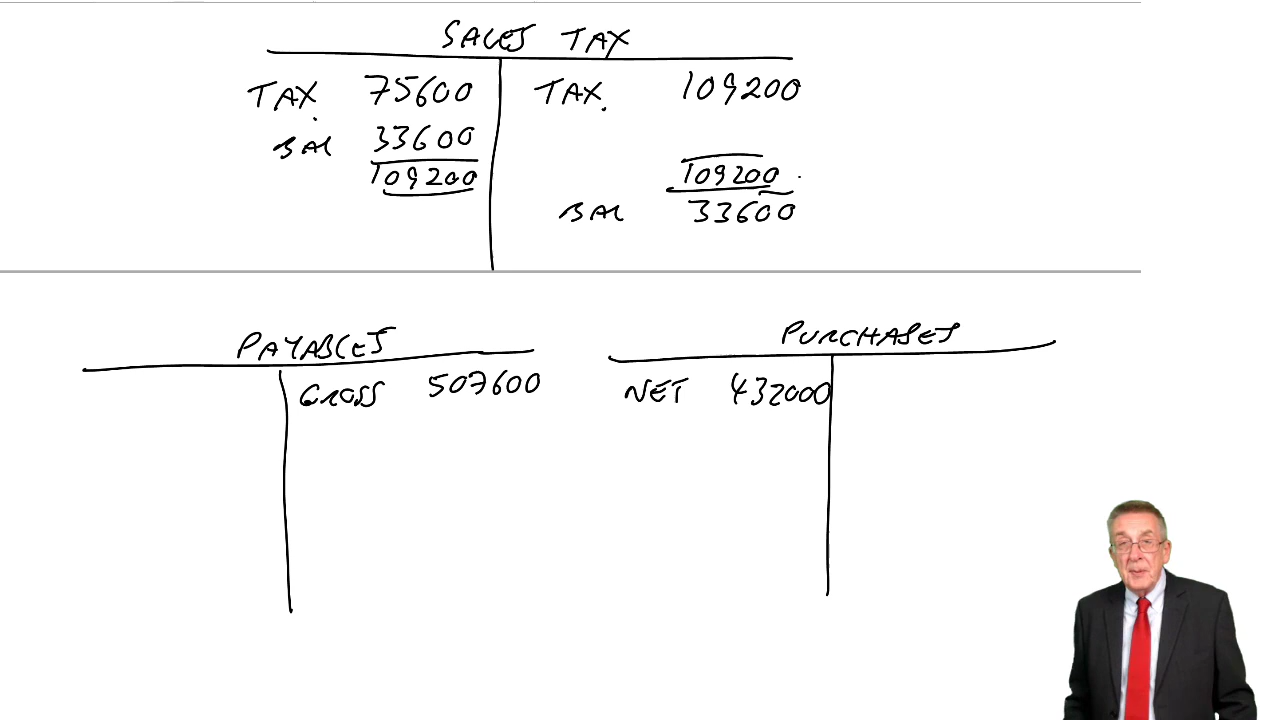 SALES TAX
TAX 75600 TAX 109200
BAL 33600
109200 109200
BAL 33600
PAYABLES PURCHASES
GROSS 507600 NET 432000